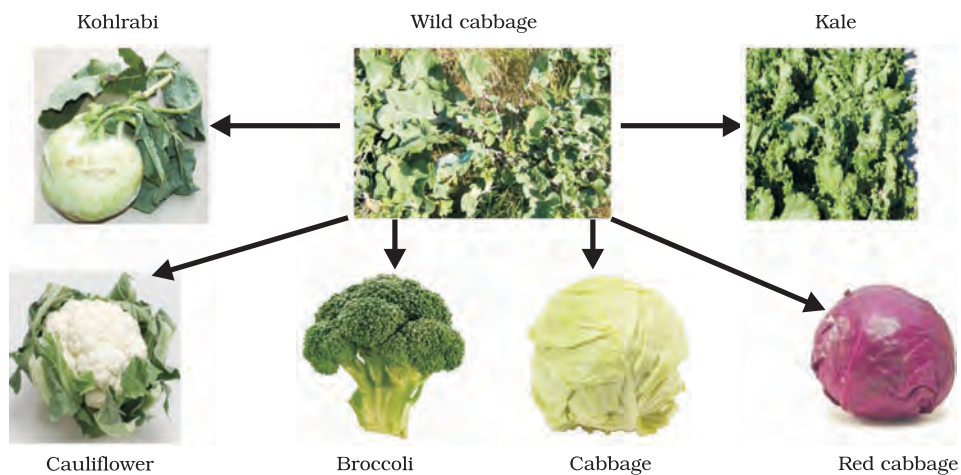 Kohlrabi
Wild cabbage
Kale
Cauliflower
Broccoli
Cabbage
Red cabbage